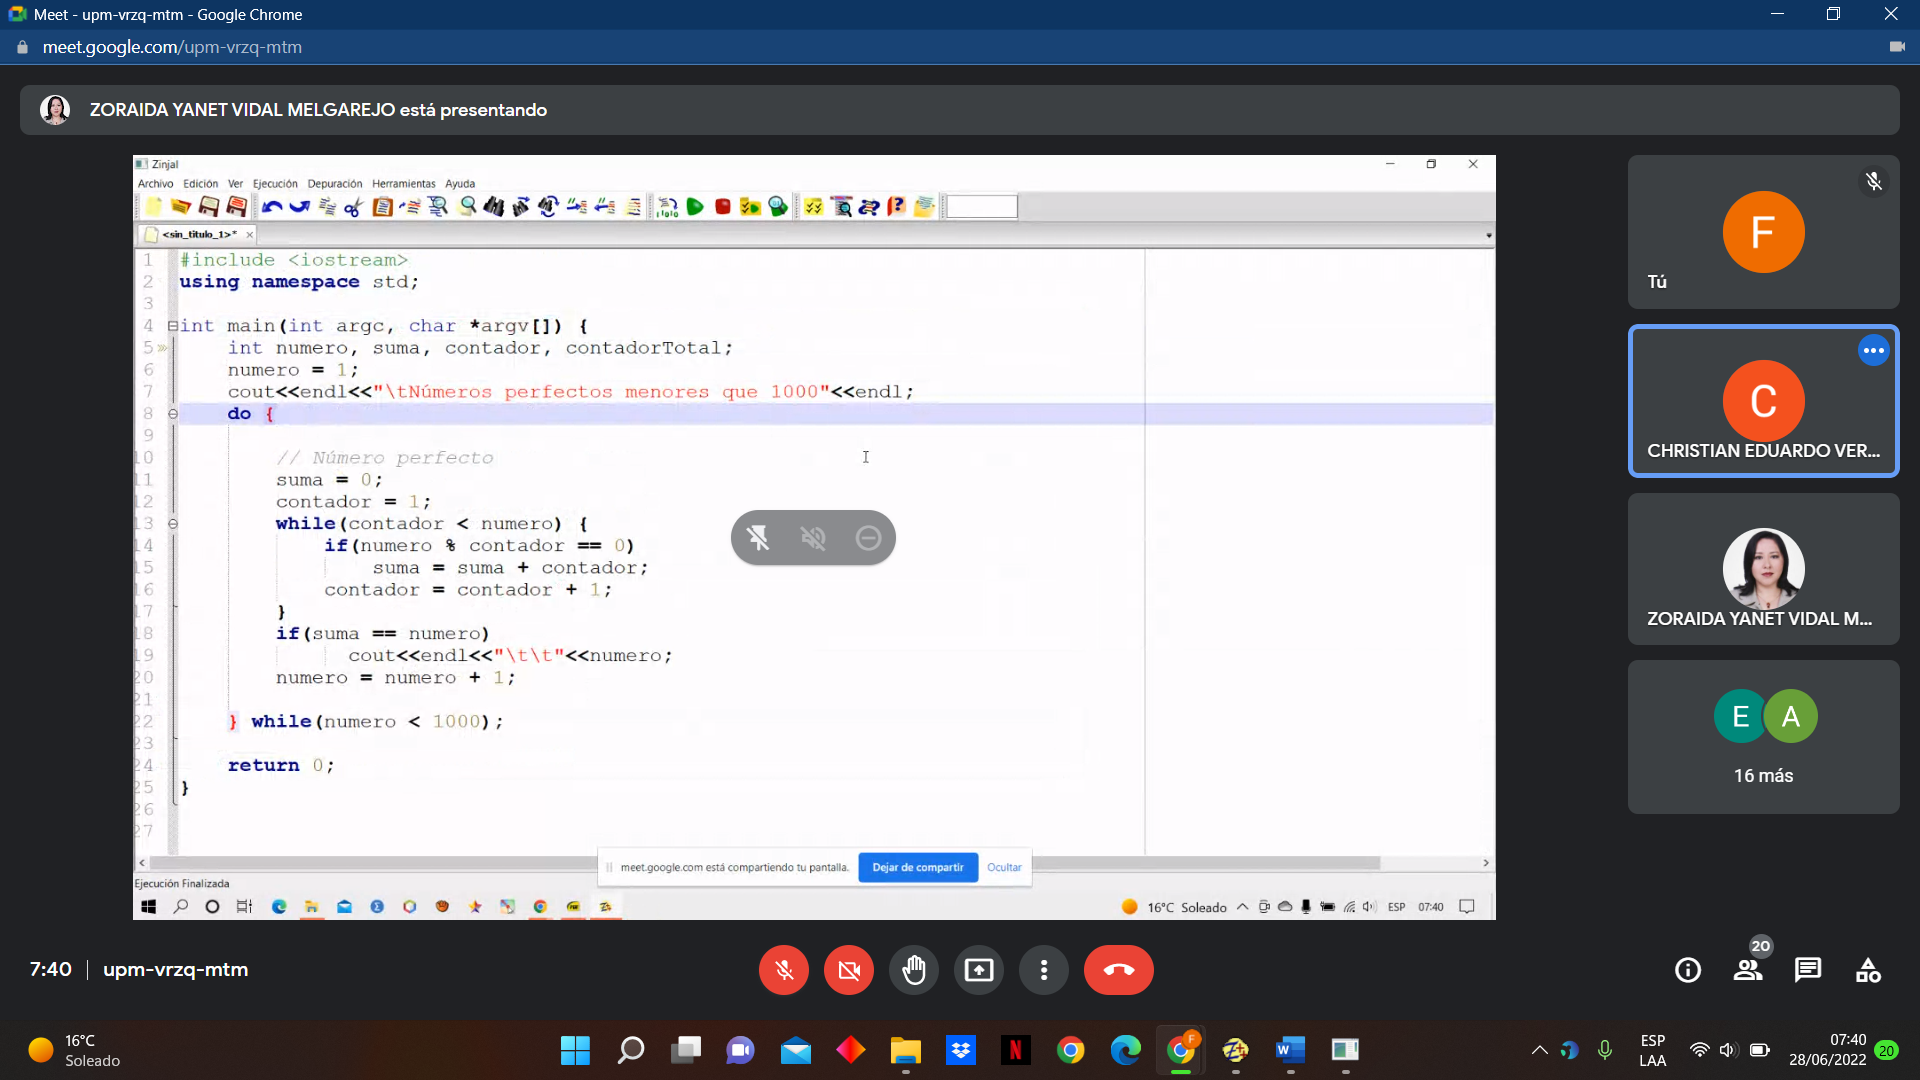 Meet - upm-vrzq-mtm - Google Chrome
meet.google.com/upm-vrzq-mtm
ZORAIDA YANET VIDAL MELGAREJO está presentando
ZinjaI
Archivo Edición Ver Ejecución Depuración Herramientas Ayuda
<sin_titulo_1>*
1 #include <iostream>
2 using namespace std;
3
4 int main(int argc, char *argv[]) {
5 int numero, suma, contador, contadorTotal;
6 numero = 1;
7 cout<<endl<<"\tNúmeros perfectos menores que 1000"<<endl;
8 do {
9
10 // Número perfecto
11 suma = 0;
12 contador = 1;
13 while(contador < numero) {
14 if(numero % contador == 0)
15 suma = suma + contador;
16 contador = contador + 1;
17 }
18 if(suma == numero)
19 cout<<endl<<"\t\t"<<numero;
20 numero = numero + 1;
21
22 } while(numero < 1000);
23
24 return 0;
25 }
26
27
meet.google.com está compartiendo tu pantalla. Dejar de compartir Ocultar
Ejecución Finalizada
16°C Soleado ESP 07:40
F
Tú
C
CHRISTIAN EDUARDO VER...
ZORAIDA YANET VIDAL M...
E A
16 más
7:40 upm-vrzq-mtm
20
16°C
Soleado
ESP
LAA
07:40
28/06/2022
20